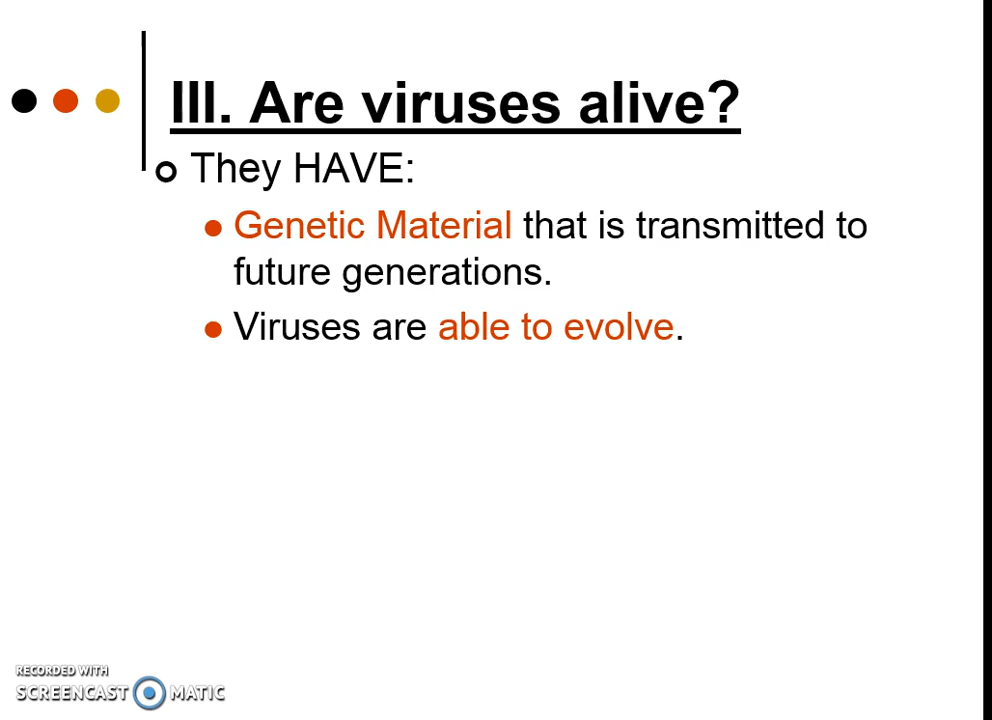 III. Are viruses alive?
They HAVE:
Genetic Material that is transmitted to
future generations.
Viruses are able to evolve.
RECORDED WITH
SCREENCAST MATIC